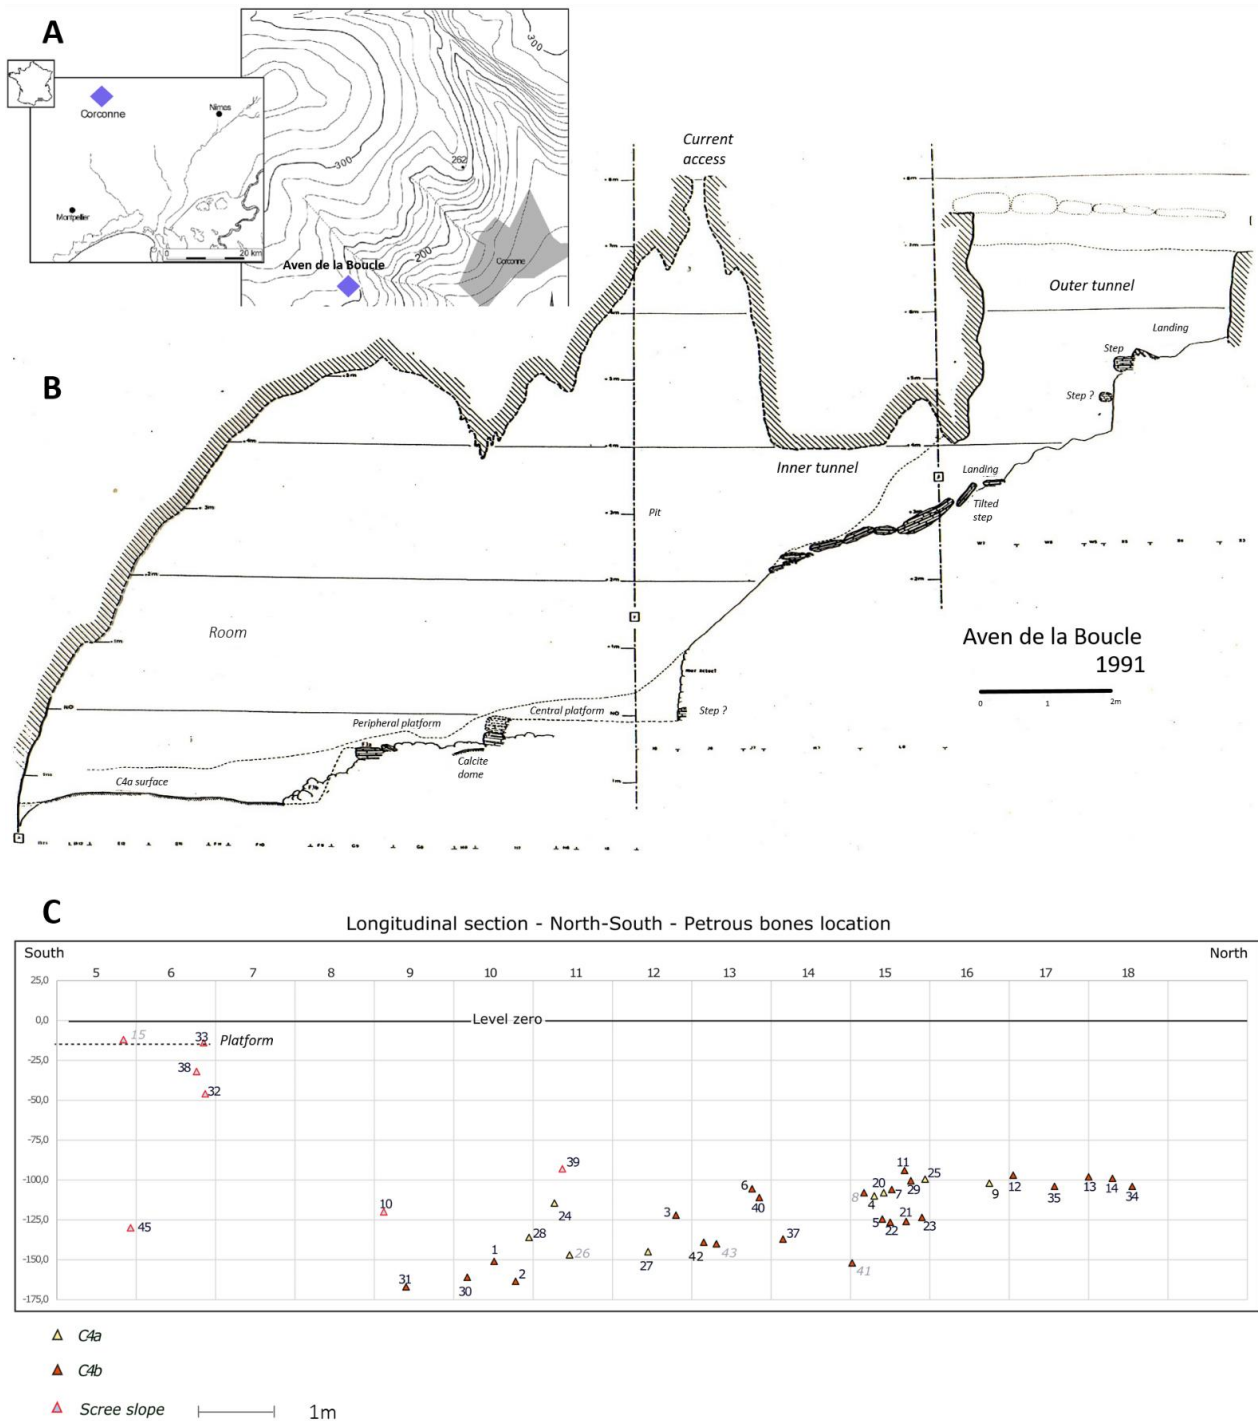 A
300
Nimes
Corconne
300
262
Montpellier
200
0
20 km
Corconne
Aven de la Boucle
Current
access
B
Outer tunnel
Landing
Step
Step ?
Inner tunnel
Landing
Tilted
step
Pit
Room
Aven de la Boucle
1991
0
1
2m
Step ?
Central platform
Peripheral platform
Calcite
dome
C4a surface
C
Longitudinal section - North-South - Petrous bones location
South
North
5 6 7 8 9 10 11 12 13 14 15 16 17 18
25,0
0,0
Level zero
15
33
Platform
-25,0
38
32
-50,0
-75,0
39
11
25
-100,0
6
40
8
20
4
7
29
9
12
35
13
14
34
10
24
3
-125,0
45
28
5
22
21
23
37
1
26
27
42
43
-150,0
31
30
2
41
-175,0
C4a
C4b
Scree slope
1m